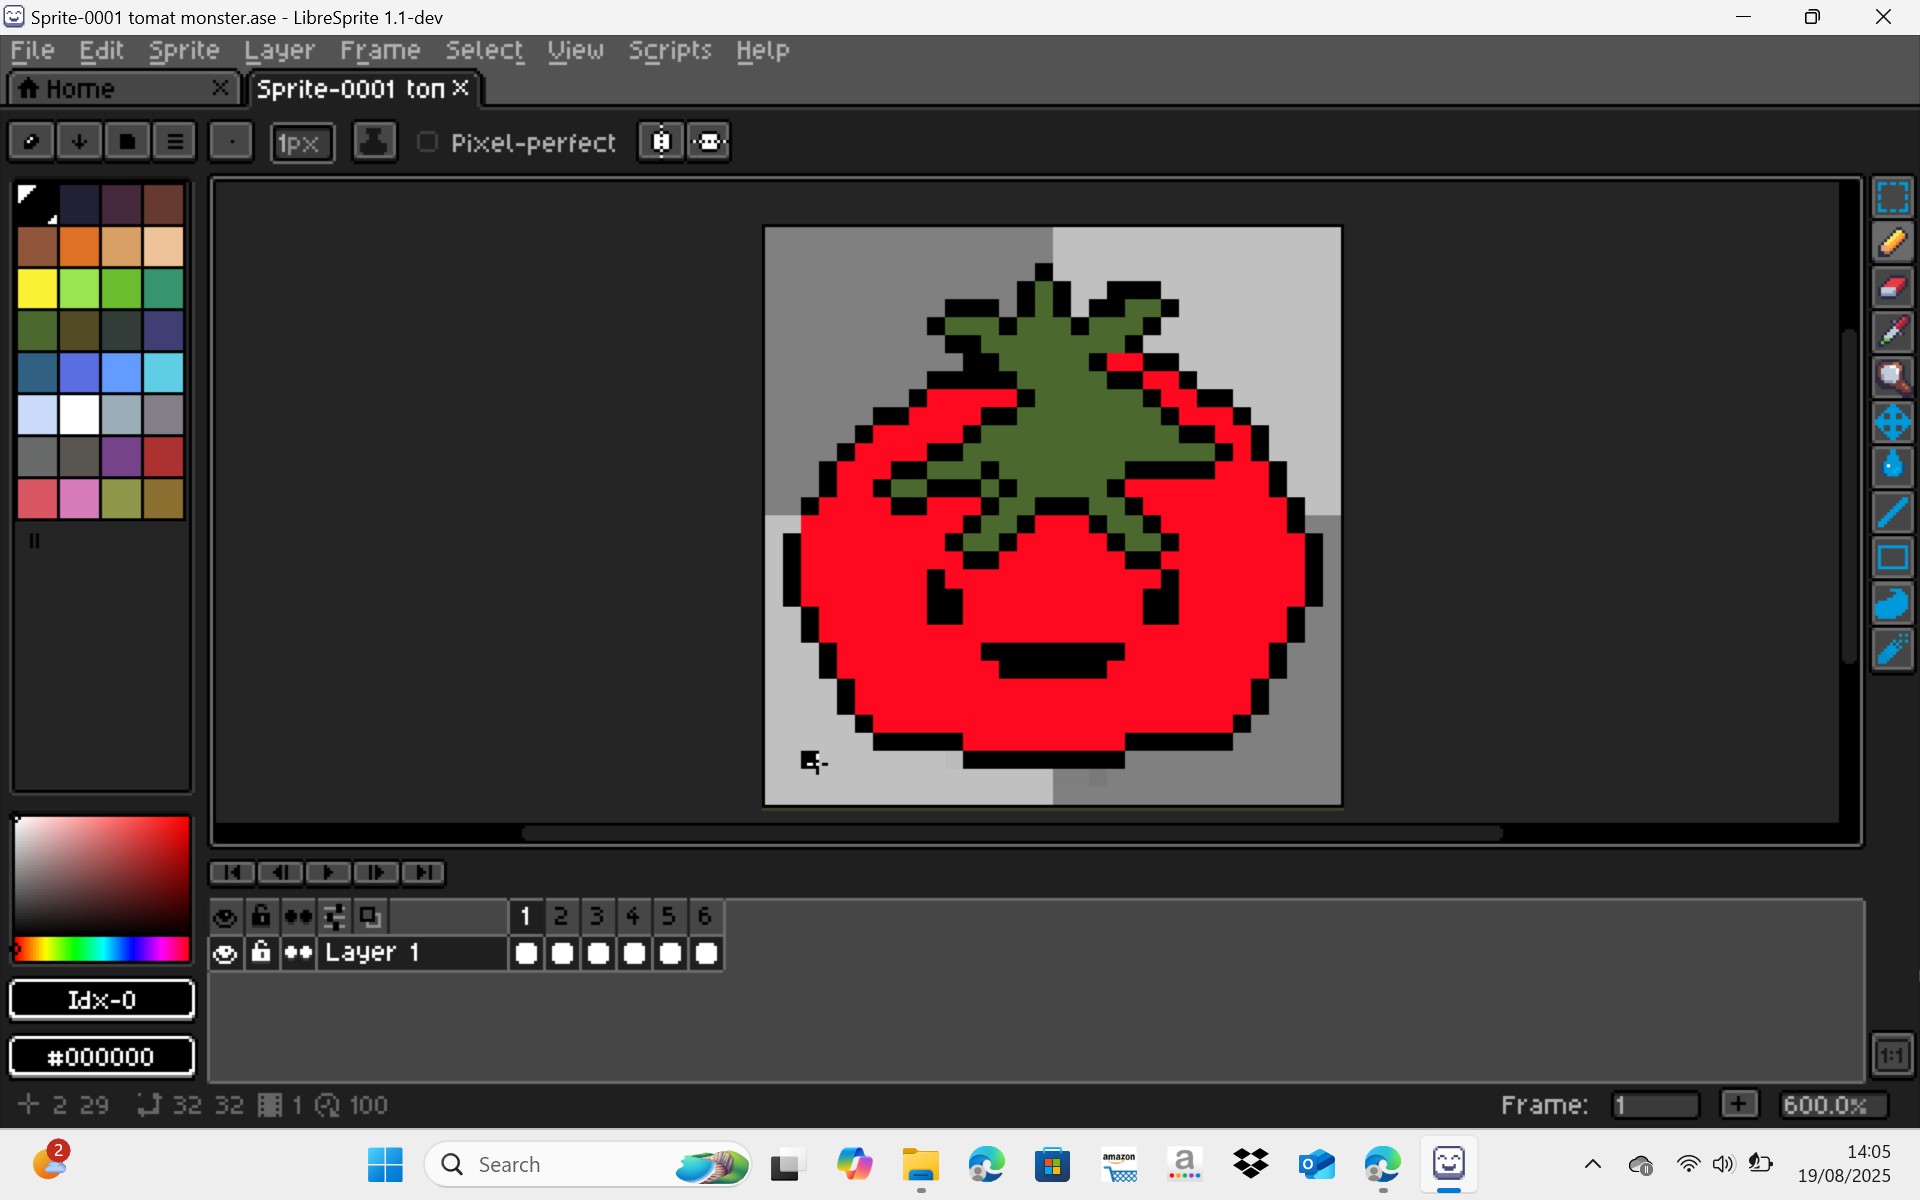 Sprite-0001 tomat monster.ase - LibreSprite 1.1-dev
File Edit Sprite Layer Frame Select View Scripts Help
Home Sprite-0001 ton
1px Pixel-perfect
1 2 3 4 5 6
Layer 1
Idx-0
#000000
1:1
2 29 32 32 1 100 Frame: 1 + 600.0%
2 Search amazon a 14:05
19/08/2025